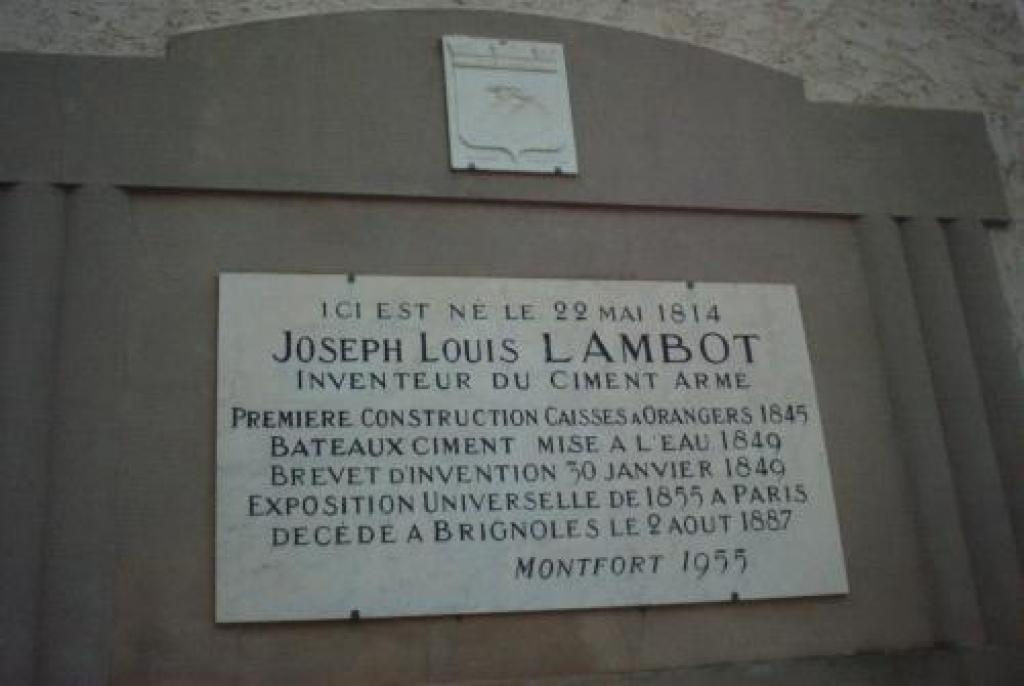 ICI EST NÉ LE 22 MAI 1814
JOSEPH LOUIS LAMBOT
INVENTEUR DU CIMENT ARME
PREMIERE CONSTRUCTION CAISSES A ORANGERS 1845
BATEAUX CIMENT MISE A L'EAU 1849
BREVET D'INVENTION 30 JANVIER 1849
EXPOSITION UNIVERSELLE DE 1855 A PARIS
DECEDE A BRIGNOLES LE 2 AOUT 1887
MONTFORT 1955